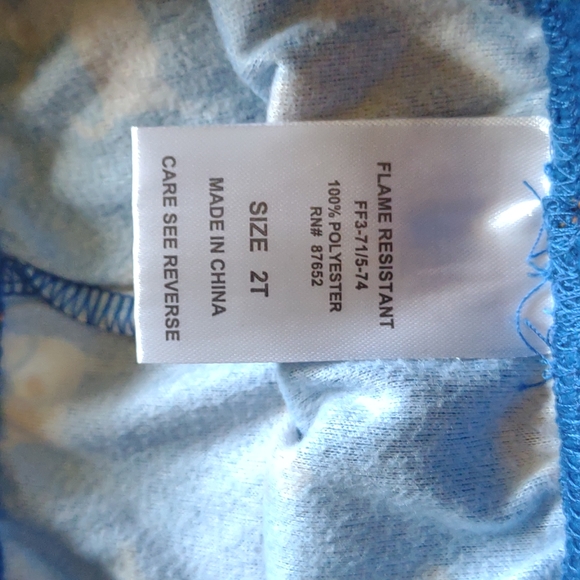 FLAME RESISTANT
FF3-71/5-74
100% POLYESTER
RN# 87652
SIZE 2T
MADE IN CHINA
CARE SEE REVERSE